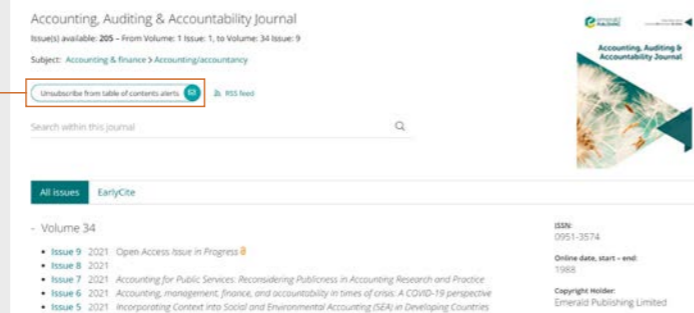 Accounting, Auditing & Accountability Journal
Issue(s) available: 205 – From Volume: 1 Issue: 1, to Volume: 34 Issue: 9
Subject: Accounting & finance > Accounting/accountancy
Unsubscribe from table of contents alerts
RSS feed
Search within this journal
emerald
PUBLISHING
Accounting, Auditing &
Accountability Journal
All issues EarlyCite
- Volume 34
• Issue 9 2021 Open Access Issue in Progress
• Issue 8 2021
• Issue 7 2021 Accounting for Public Services: Reconsidering Publicness in Accounting Research and Practice
• Issue 6 2021 Accounting, management, finance, and accountability in times of crisis: A COVID-19 perspective
• Issue 5 2021 Incorporating Context into Social and Environmental Accounting (SEA) in Developing Countries
ISSN:
0951-3574
Online date, start – end:
1988
Copyright Holder:
Emerald Publishing Limited